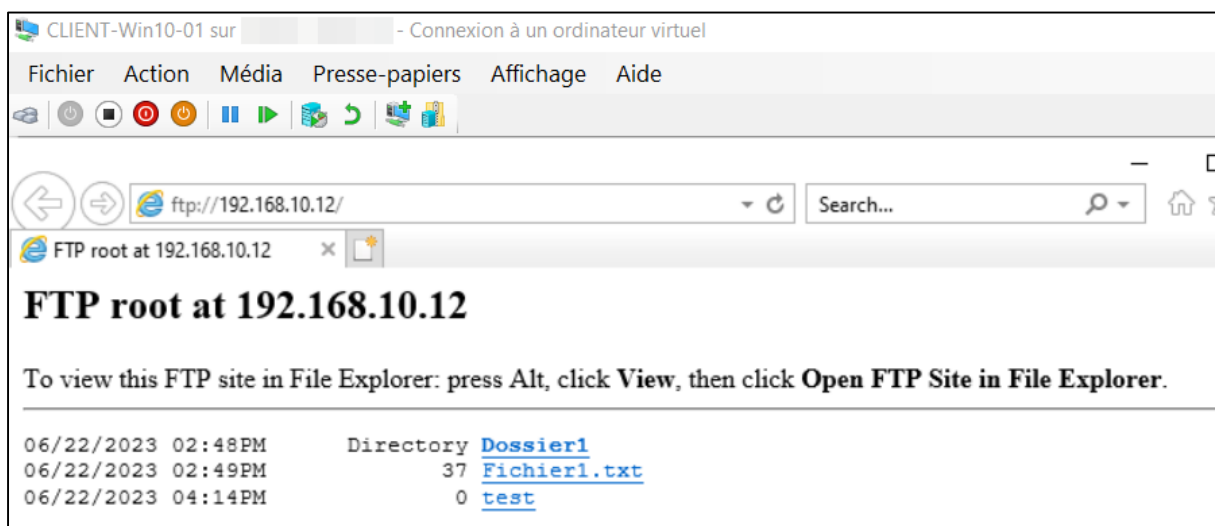 CLIENT-Win10-01 sur - Connexion à un ordinateur virtuel
Fichier Action Média Presse-papiers Affichage Aide
ftp://192.168.10.12/ Search...
FTP root at 192.168.10.12
FTP root at 192.168.10.12
To view this FTP site in File Explorer: press Alt, click View, then click Open FTP Site in File Explorer.
06/22/2023 02:48PM Directory Dossier1
06/22/2023 02:49PM 37 Fichier1.txt
06/22/2023 04:14PM 0 test